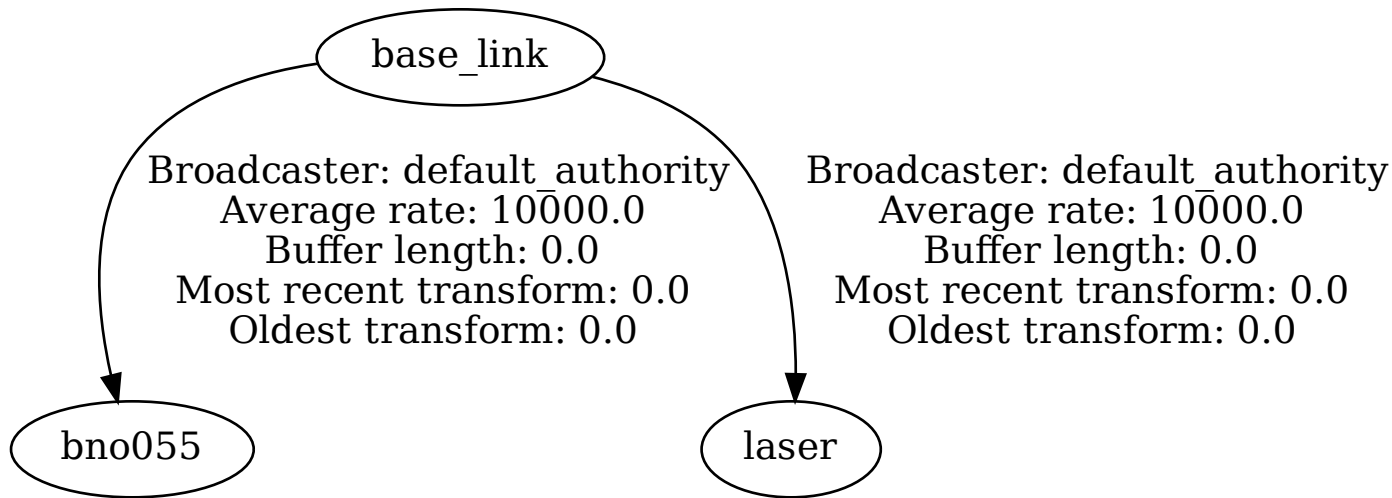 base_link
Broadcaster: default_authority
Average rate: 10000.0
Buffer length: 0.0
Most recent transform: 0.0
Oldest transform: 0.0
Broadcaster: default_authority
Average rate: 10000.0
Buffer length: 0.0
Most recent transform: 0.0
Oldest transform: 0.0
bno055
laser